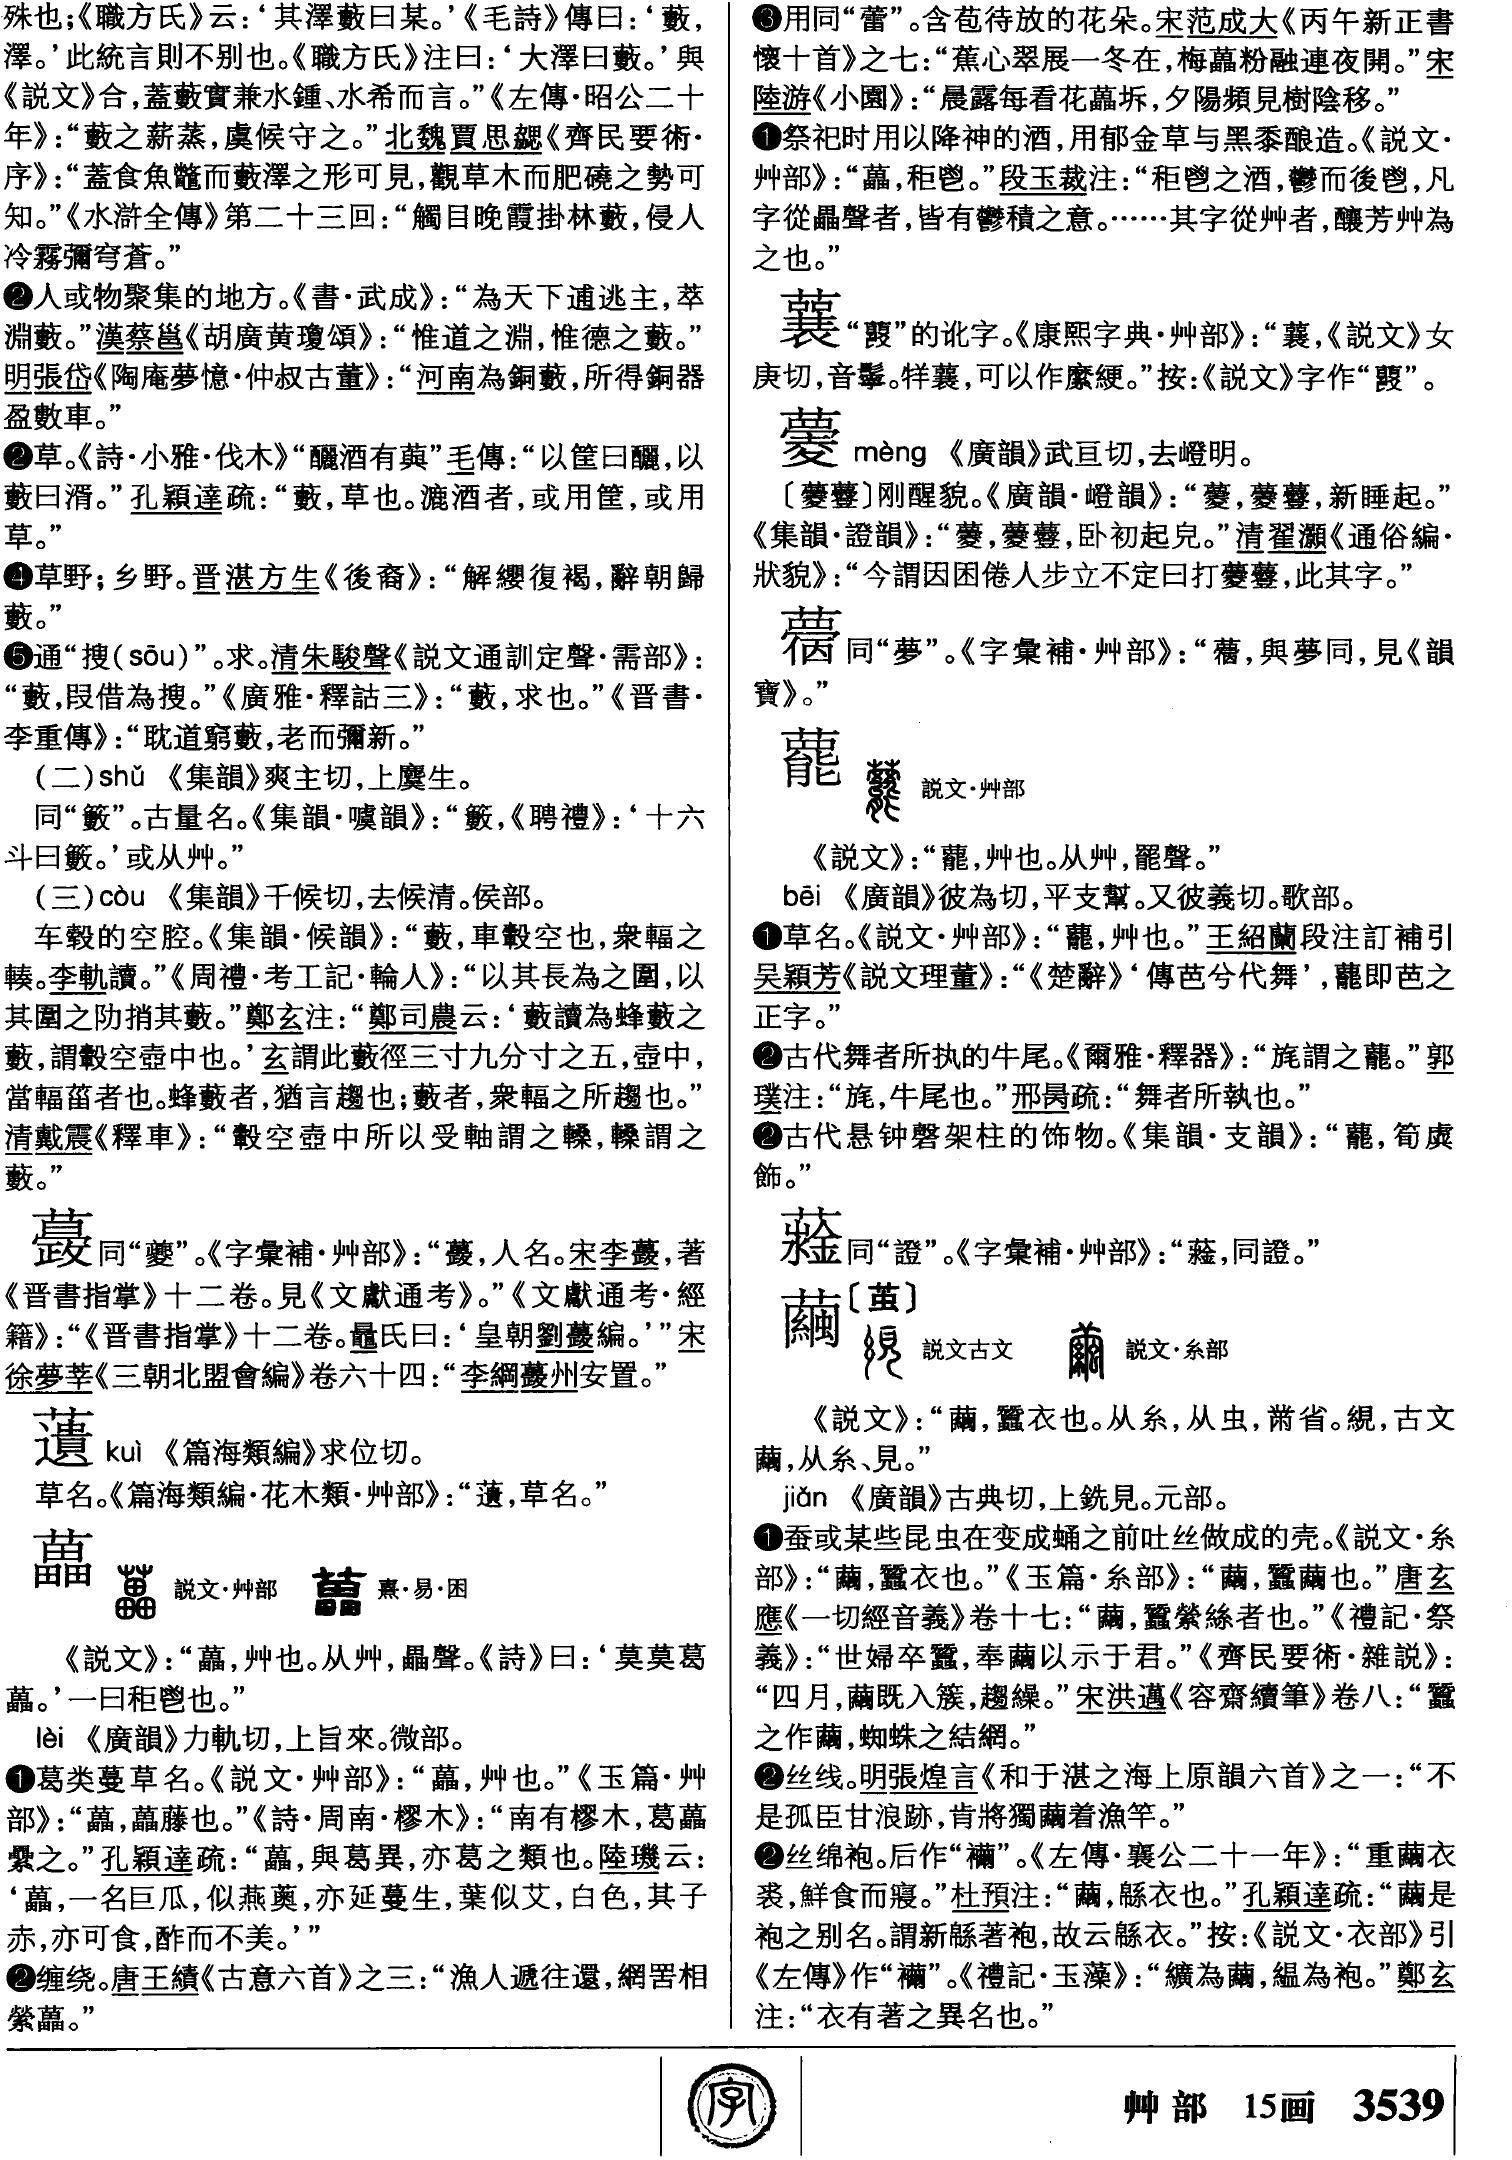 殊也；《職方氏》云：‘其澤藪曰某。’《毛詩》傳曰：‘藪，
澤。’此統言則不别也。《職方氏》注曰：‘大澤曰藪。’與
《説文》合，蓋藪實兼水鍾、水希而言。”《左傳·昭公二十
年》：“藪之薪蒸，虞候守之。”北魏賈思勰《齊民要術·
序》：“蓋食魚鼈而藪澤之形可見，觀草木而肥磽之勢可
知。”《水滸全傳》第二十三回：“觸目晚霞掛林藪，侵人
冷霧彌穹蒼。”
❷人或物聚集的地方。《書·武成》：“為天下逋逃主，萃
淵藪。”漢蔡邕《胡廣黄瓊頌》：“惟道之淵，惟德之藪。”
明張岱《陶庵夢憶·仲叔古董》：“河南為銅藪，所得銅器
盈數車。”
❷草。《詩·小雅·伐木》“釃酒有藇”毛傳：“以筐曰釃，以
藪曰湑。”孔穎達疏：“藪，草也。漉酒者，或用筐，或用
草。”
❹草野；乡野。晋湛方生《後裔》：“解纓復褐，辭朝歸
藪。”
❺通“搜(sōu)”。求。清朱駿聲《説文通訓定聲·需部》：
“藪，叚借為搜。”《廣雅·釋詁三》：“藪，求也。”《晋書·
李重傳》：“耽道窮藪，老而彌新。”
(二)shǔ 《集韻》爽主切，上麌生。
同“籔”。古量名。《集韻·噳韻》：“籔，《聘禮》：‘十六
斗曰籔。’或从艸。”
(三)còu 《集韻》千候切，去候清。侯部。
车毂的空腔。《集韻·候韻》：“藪，車轂空也，衆輻之
輳。李軌讀。”《周禮·考工記·輪人》：“以其長為之圍，以
其圍之阞捎其藪。”鄭玄注：“鄭司農云：‘藪讀為蜂藪之
藪，謂轂空壺中也。’玄謂此藪徑三寸九分寸之五，壺中，
當輻菑者也。蜂藪者，猶言趨也；藪者，衆輻之所趨也。”
清戴震《釋車》：“轂空壺中所以受軸謂之𨎩，𨎩謂之
藪。”
同“夔”。《字彙補·艸部》：“，人名。宋李，著
《晋書指掌》十二卷。見《文獻通考》。”《文獻通考·經
籍》：“《晋書指掌》十二卷。鼂氏曰：‘皇朝劉編。’”宋
徐夢莘《三朝北盟會編》卷六十四：“李綱州安置。”
kuì 《篇海類編》求位切。
草名。《篇海類編·花木類·艸部》：“，草名。”
藟 説文·艸部 熹·易·困
《説文》：“藟，艸也。从艸，畾聲。《詩》曰：‘莫莫葛
藟。’一曰秬鬯也。”
lěi 《廣韻》力軌切，上旨來。微部。
❶葛类蔓草名。《説文·艸部》：“藟，艸也。”《玉篇·艸
部》：“藟，藟藤也。”《詩·周南·樛木》：“南有樛木，葛藟
纍之。”孔穎達疏：“藟，與葛異，亦葛之類也。陸璣云：
‘藟，一名巨瓜，似燕薁，亦延蔓生，葉似艾，白色，其子
赤，亦可食，酢而不美。’”
❷缠绕。唐王績《古意六首》之三：“漁人遞往還，網罟相
縈藟。”
❸用同“蕾”。含苞待放的花朵。宋范成大《丙午新正書
懷十首》之七：“蕉心翠展一冬在，梅藟粉融連夜開。”宋
陸游《小園》：“晨露每看花藟坼，夕陽頻見樹陰移。”
❶祭祀时用以降神的酒，用郁金草与黑黍酿造。《説文·
艸部》：“藟，秬鬯。”段玉裁注：“秬鬯之酒，鬱而後鬯，凡
字從畾聲者，皆有鬱積之意。……其字從艸者，釀芳艸為
之也。”
“”的讹字。《康熙字典·艸部》：“，《説文》女
庚切，音鬡。牂，可以作縻綆。”按：《説文》字作“”。
mèng 《廣韻》武亘切，去嶝明。
〔〕刚醒貌。《廣韻·嶝韻》：“，，新睡起。”
《集韻·證韻》：“，，卧初起皃。”清翟灝《通俗編·
狀貌》：“今謂因困倦人步立不定曰打，此其字。”
同“夢”。《字彙補·艸部》：“，與夢同，見《韻
寶》。”
藣 説文·艸部
《説文》：“藣，艸也。从艸，罷聲。”
bēi 《廣韻》彼為切，平支幫。又彼義切。歌部。
❶草名。《説文·艸部》：“藣，艸也。”王紹蘭段注訂補引
吴穎芳《説文理董》：“《楚辭》‘傳芭兮代舞’，藣即芭之
正字。”
❷古代舞者所执的牛尾。《爾雅·釋器》：“旄謂之藣。”郭
璞注：“旄，牛尾也。”邢昺疏：“舞者所執也。”
❷古代悬钟磬架柱的饰物。《集韻·支韻》：“藣，筍虡
飾。”
同“證”。《字彙補·艸部》：“，同證。”
繭〔茧〕 説文古文 説文·糸部
《説文》：“繭，蠶衣也。从糸，从虫，黹省。絸，古文
繭，从糸、見。”
jiǎn 《廣韻》古典切，上銑見。元部。
❶蚕或某些昆虫在变成蛹之前吐丝做成的壳。《説文·糸
部》：“繭，蠶衣也。”《玉篇·糸部》：“繭，蠶繭也。”唐玄
應《一切經音義》卷十七：“繭，蠶縈絲者也。”《禮記·祭
義》：“世婦卒蠶，奉繭以示于君。”《齊民要術·雜説》：
“四月，繭既入簇，趨繰。”宋洪邁《容齋續筆》卷八：“蠶
之作繭，蜘蛛之結網。”
❷丝线。明張煌言《和于湛之海上原韻六首》之一：“不
是孤臣甘浪跡，肯將獨繭着漁竿。”
❷丝绵袍。后作“襺”。《左傳·襄公二十一年》：“重繭衣
裘，鮮食而寢。”杜預注：“繭，緜衣也。”孔穎達疏：“繭是
袍之别名。謂新緜著袍，故云緜衣。”按：《説文·衣部》引
《左傳》作“襺”。《禮記·玉藻》：“纊為繭，緼為袍。”鄭玄
注：“衣有著之異名也。”
字
艸部 15画 3539